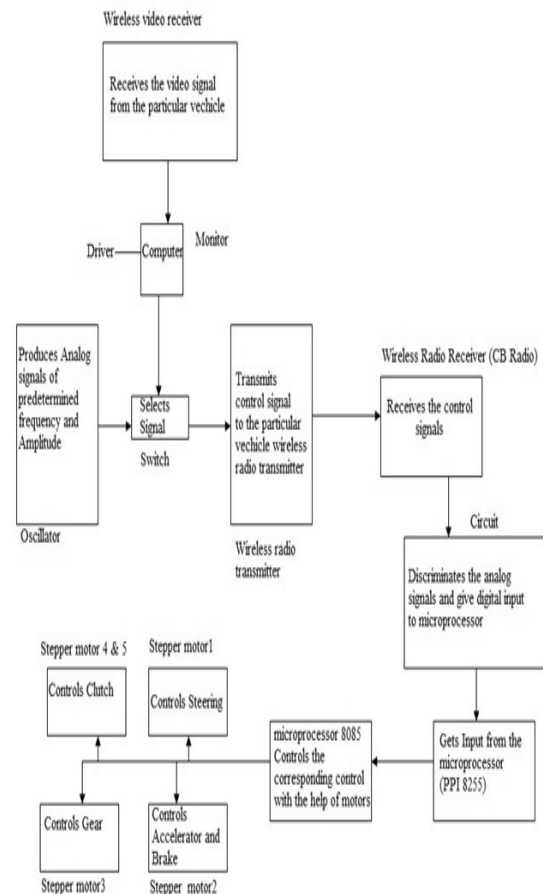 Wireless video receiver
Receives the video signal
from the particular vechicle
Driver
Computer
Monitor
Produces Analog
signals of
predetermined
frequency and
Amplitude
Oscillator
Selects
Signal
Switch
Transmits
control signal
to the particular
vechicle wireless
radio transmitter
Wireless radio
transmitter
Wireless Radio Receiver (CB Radio)
Receives the control
signals
Circuit
Discriminates the analog
signals and give digital input
to microprocessor
Gets Input from the
microprocessor
(PPI 8255)
microprocessor 8085
Controls the
corresponding control
with the help of motors
Stepper motor 4 & 5
Controls Clutch
Stepper motor1
Controls Steering
Controls Gear
Stepper motor3
Controls
Accelerator and
Brake
Stepper motor2